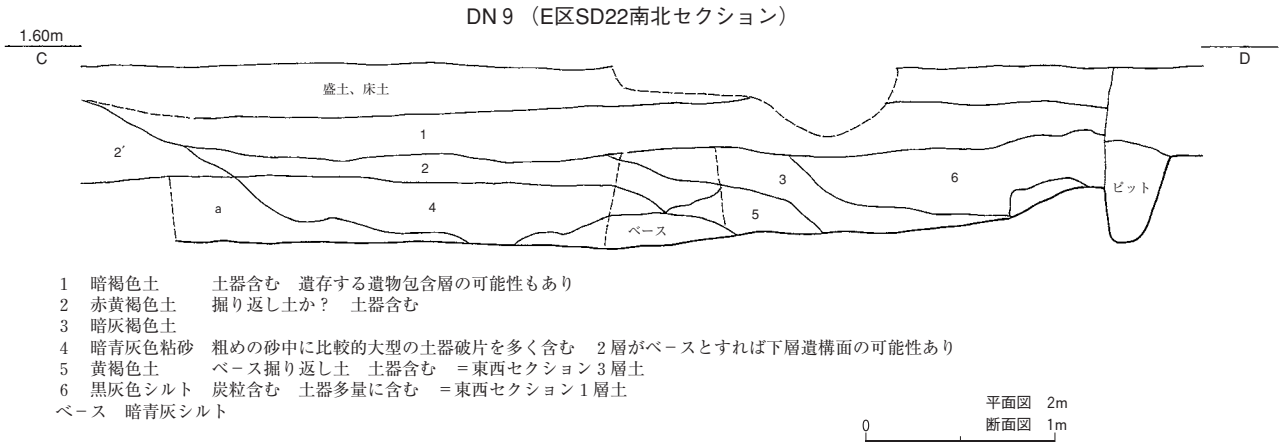 DN 9 (E区SD22南北セクション)
1.60m
C
D
盛土、床土
1
2′
2
3
6
ピット
a
4
5
ベース
1 暗褐色土 土器含む 遺存する遺物包含層の可能性もあり
2 赤黄褐色土 掘り返し土か? 土器含む
3 暗灰褐色土
4 暗青灰色粘砂 粗めの砂中に比較的大型の土器破片を多く含む 2層がベースとすれば下層遺構面の可能性あり
5 黄褐色土 ベース掘り返し土 土器含む =東西セクション3層土
6 黒灰色シルト 炭粒含む 土器多量に含む =東西セクション1層土
ベース 暗青灰シルト
平面図 2m
断面図 1m
0